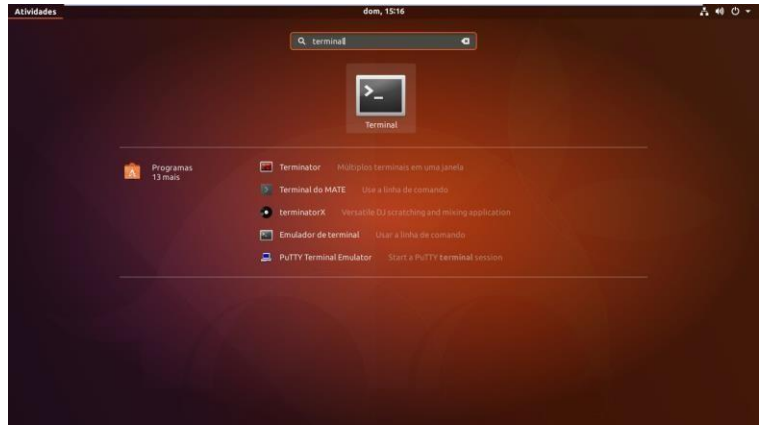 Atividades
dom, 15:16
terminal
>_
Terminal
Programas
13 mais
Terminator Múltiplos terminais em uma janela
Terminal do MATE Use a linha de comando
terminatorX Versatile DJ scratching and mixing application
Emulador de terminal Usar a linha de comando
PuTTY Terminal Emulator Start a PuTTY terminal session